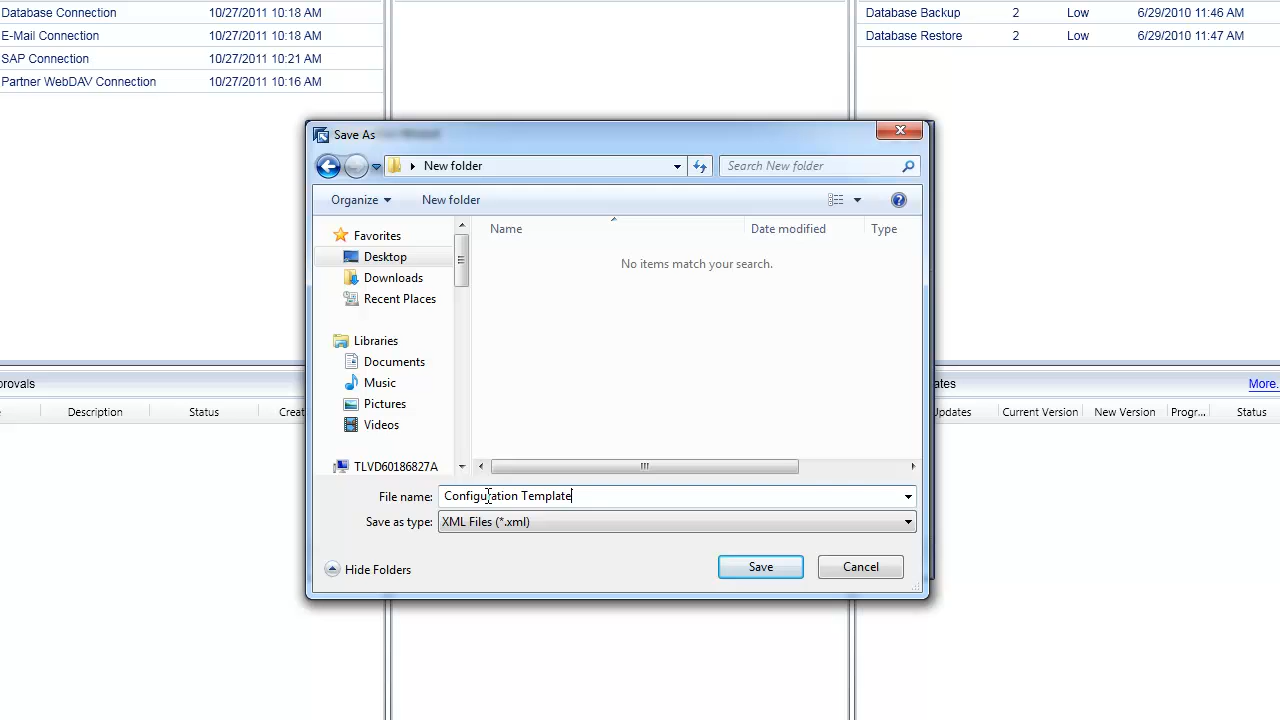 Database Connection 10/27/2011 10:18 AM
E-Mail Connection 10/27/2011 10:18 AM
SAP Connection 10/27/2011 10:21 AM
Partner WebDAV Connection 10/27/2011 10:16 AM
Database Backup 2 Low 6/29/2010 11:46 AM
Database Restore 2 Low 6/29/2010 11:47 AM
Save As
New folder
Search New folder
Organize New folder
Favorites
Desktop
Downloads
Recent Places
Libraries
Documents
Music
Pictures
Videos
TLVD60186827A
Name Date modified Type
No items match your search.
File name: Configuration Template
Save as type: XML Files (*.xml)
Hide Folders
Save Cancel
provals
Description Status Creat
ates More.
Updates Current Version New Version Progr... Status